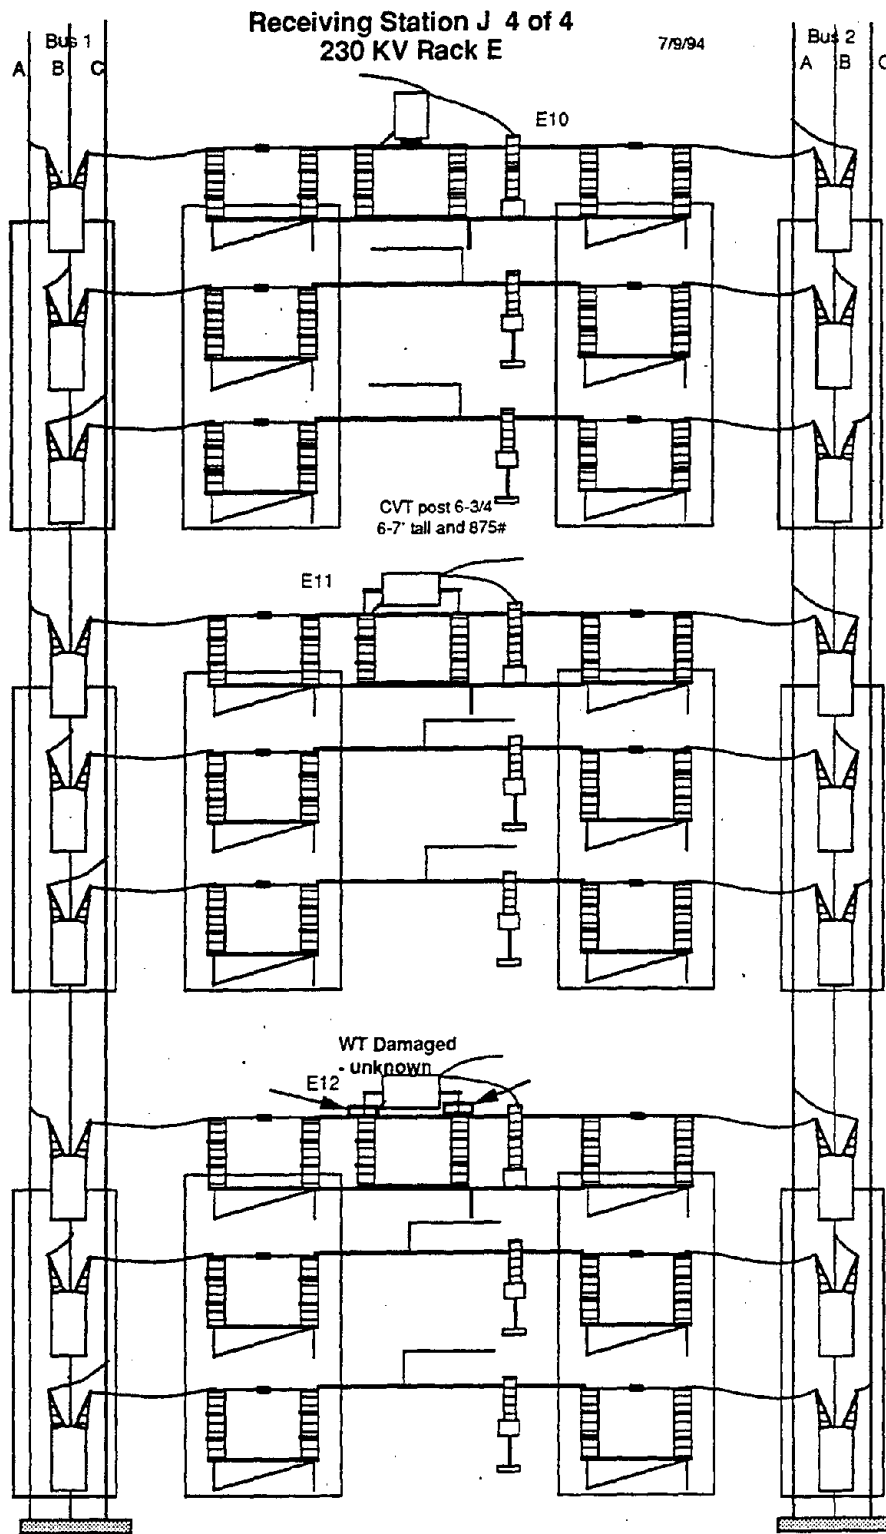 Receiving Station J 4 of 4
230 KV Rack E
7/9/94
Bus 1
A B C
Bus 2
A B C
E10
CVT post 6-3/4
6-7' tall and 875#
E11
WT Damaged
- unknown
E12